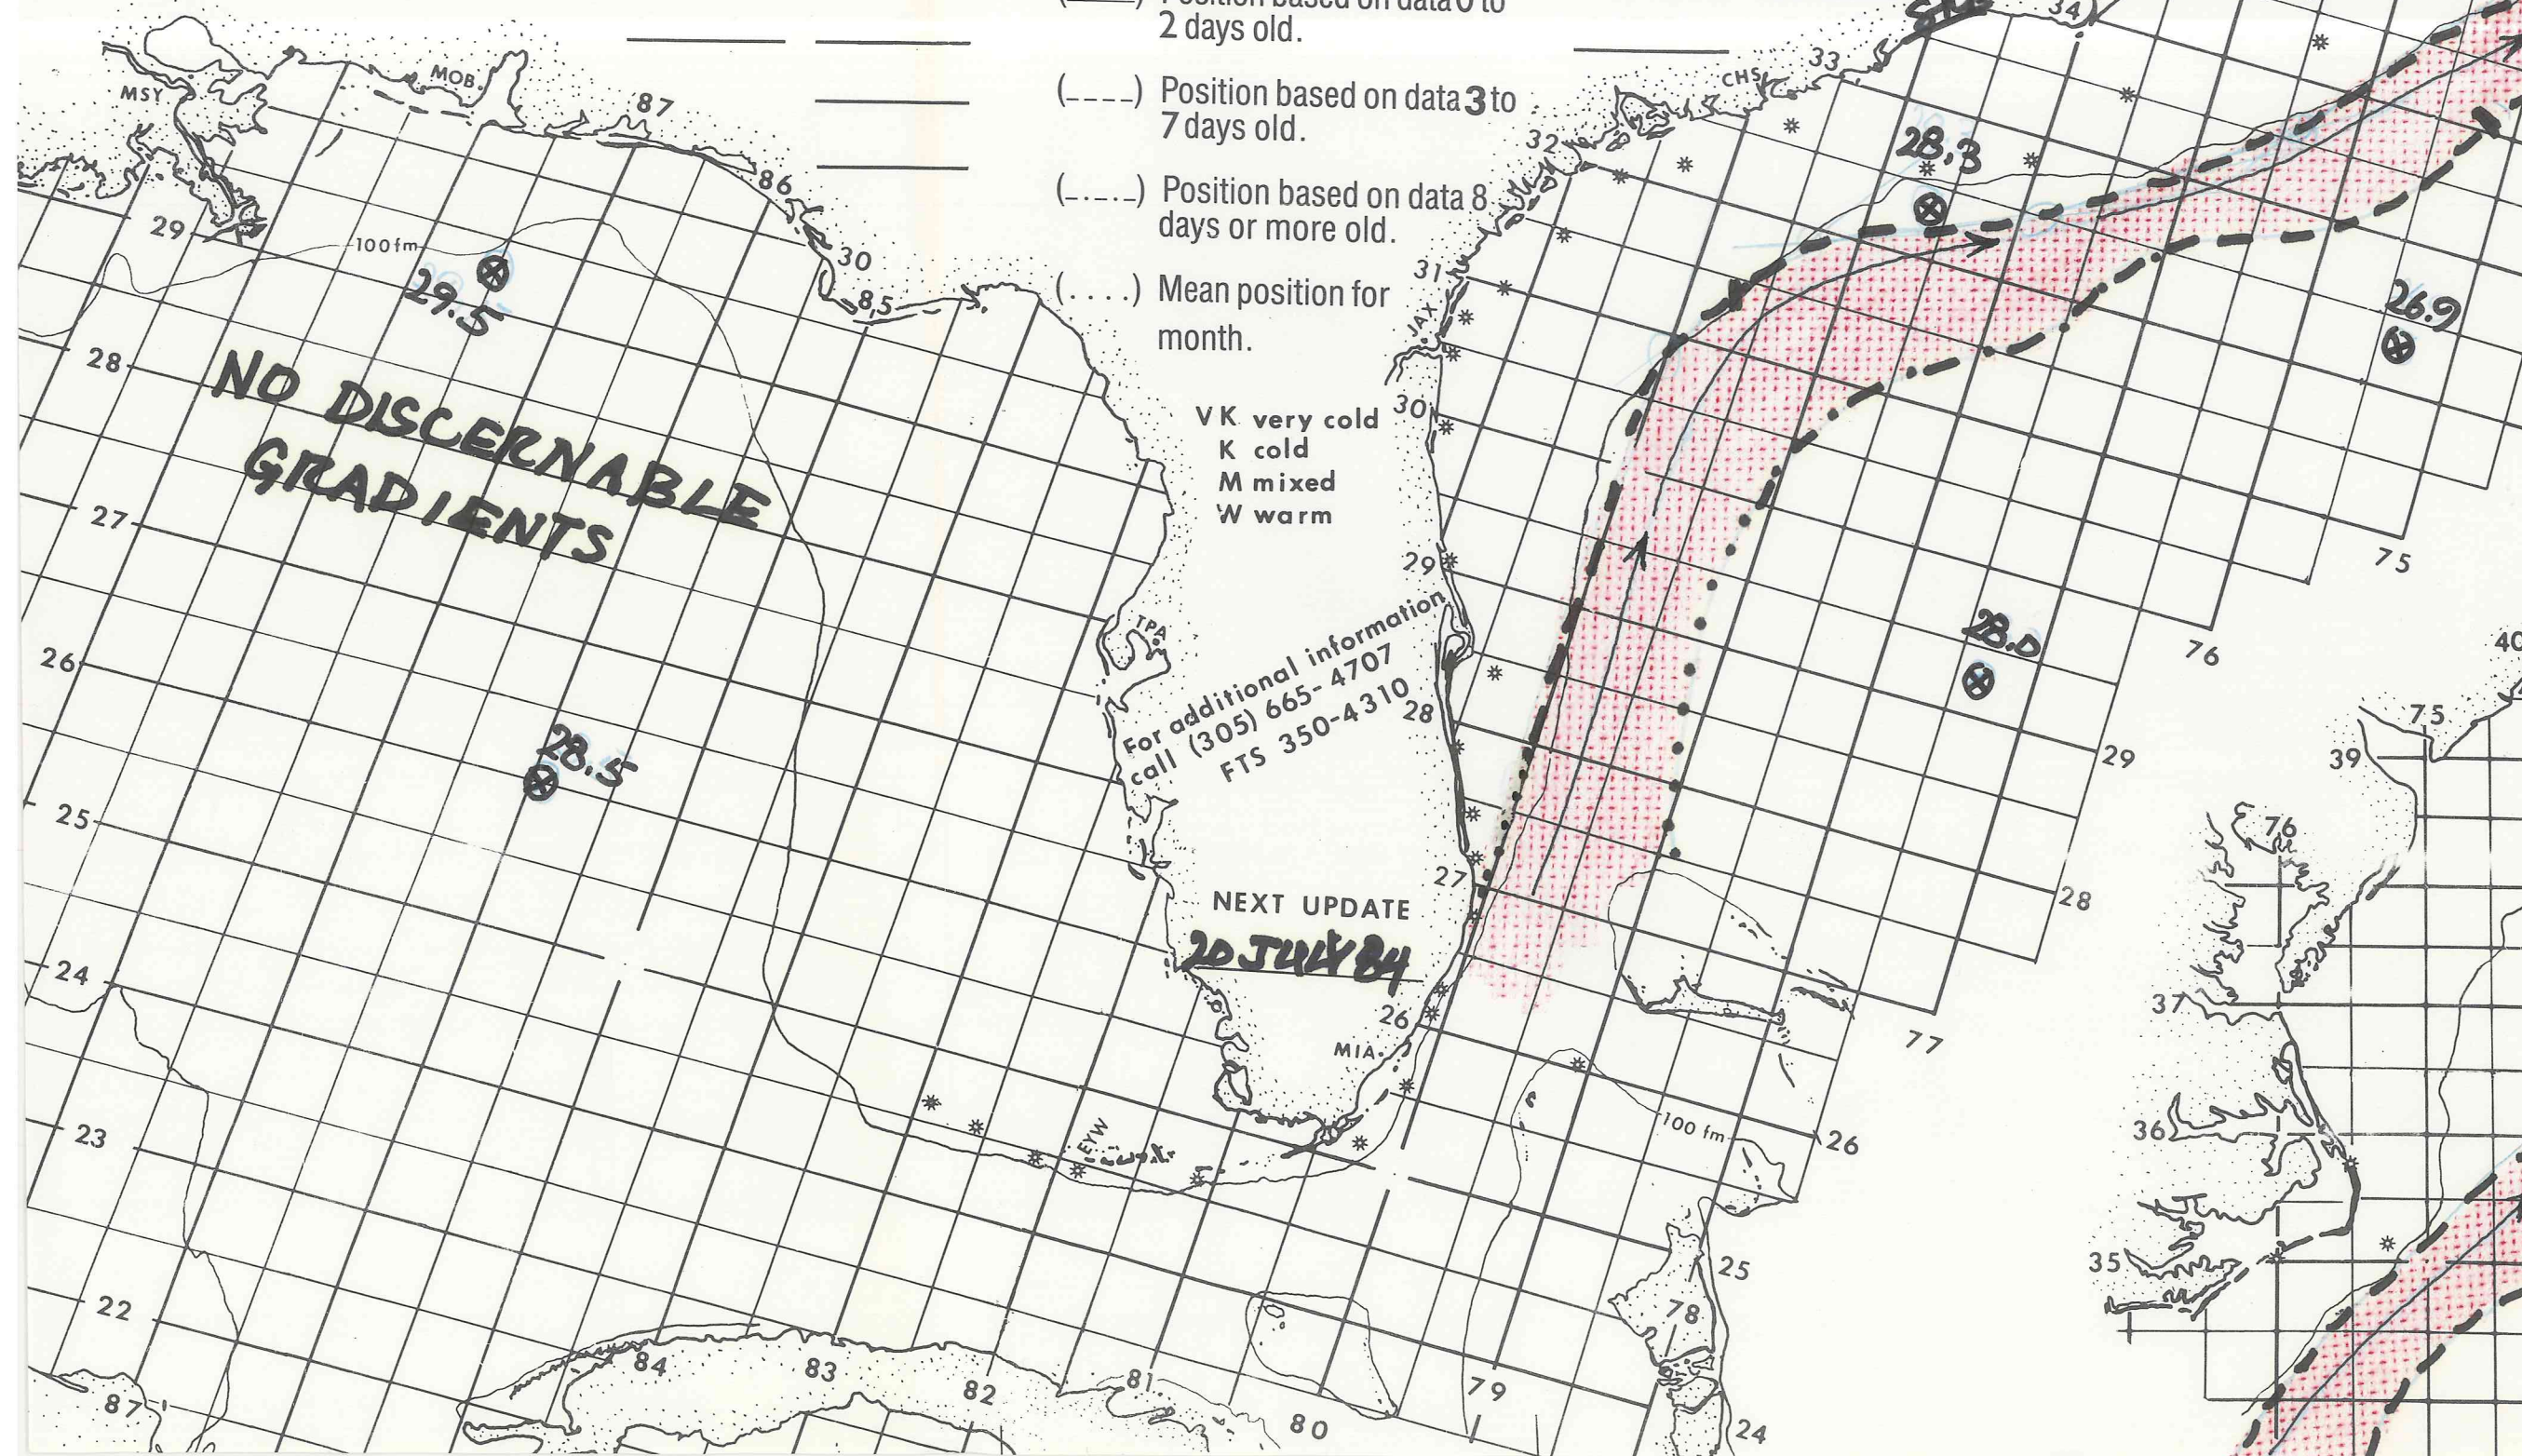 2 days old.
(____) Position based on data 3 to
7 days old.
(_._._) Position based on data 8
days or more old.
(....) Mean position for
month.
VK very cold
K cold
M mixed
W warm
For additional information
call (305) 665-4707
FTS 350-4310
NEXT UPDATE
20 JULY 84
NO DISCERNABLE
GRADIENTS
29.5
28.5
28.3
26.9
28.0
MSY
MOB.
CHS
JAX
TPA
MIA.
EYW
100 fm
100 fm
87
86
30
85
29
28
27
26
25
24
23
22
87
84
83
82
81
80
79
78
34
33
32
31
30
29
28
27
26
75
76
29
28
77
26
25
24
40
75
39
76
37
36
35